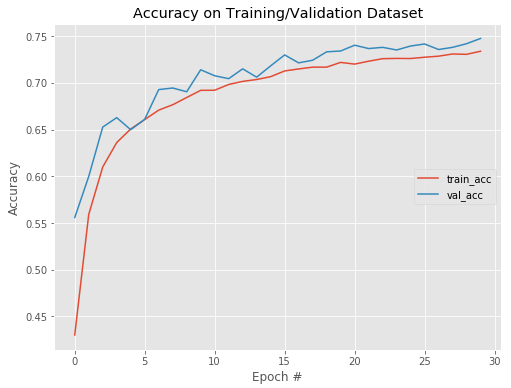 Accuracy on Training/Validation Dataset
0.75
0.70
0.65
0.60
0.55
0.50
0.45
Accuracy
train_acc
val_acc
0 5 10 15 20 25 30
Epoch #